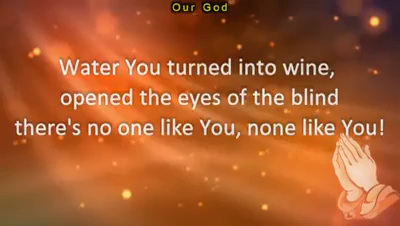 Our God
Water You turned into wine,
opened the eyes of the blind
there's no one like You, none like You!